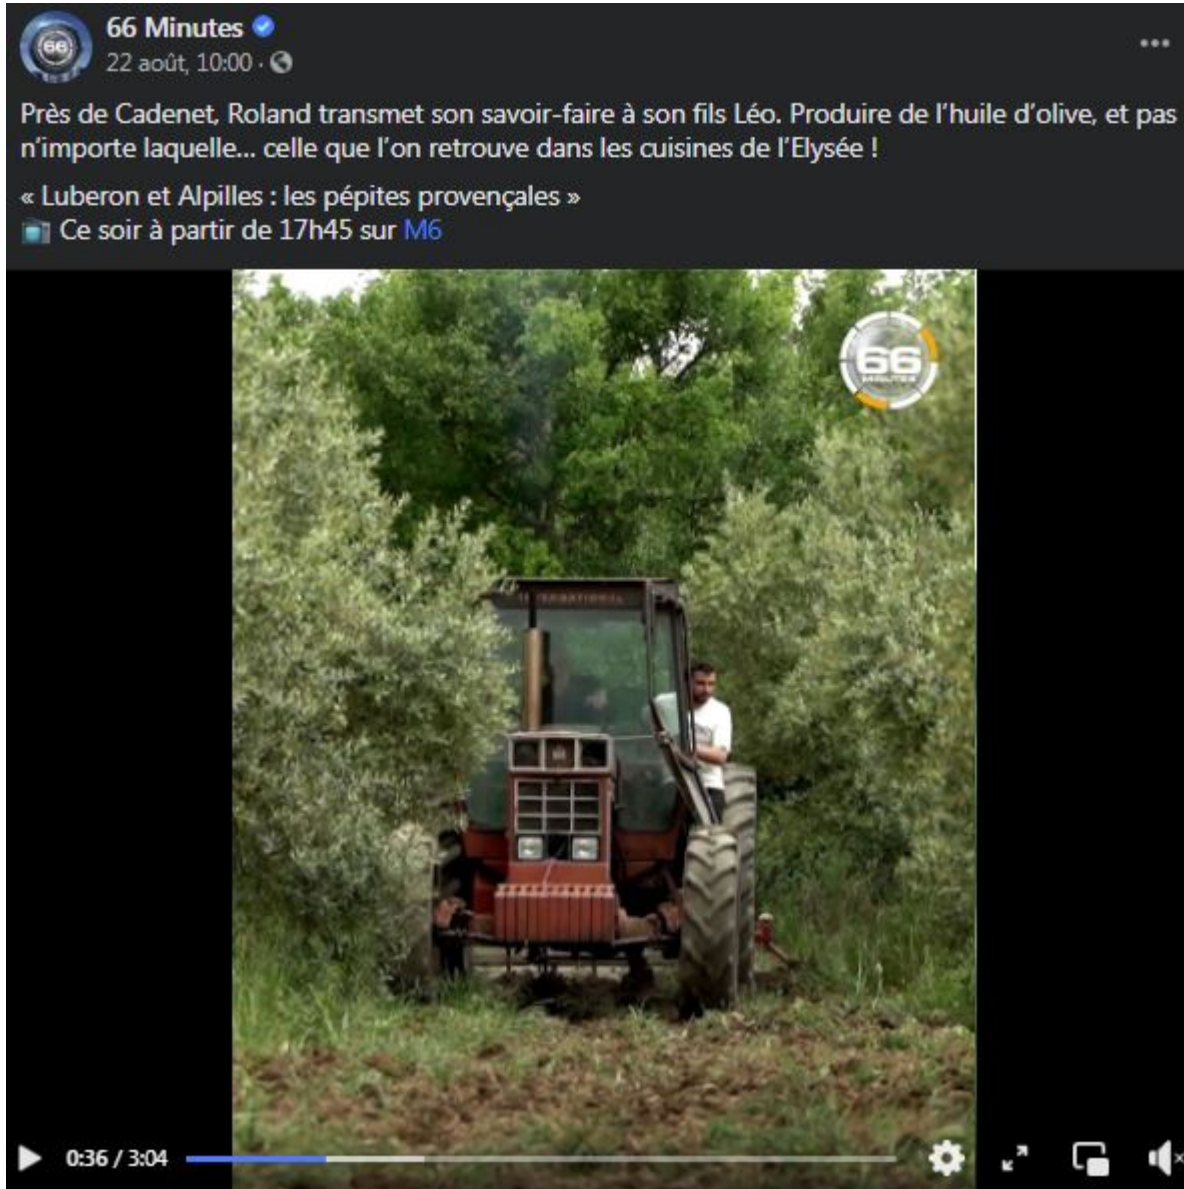 66 Minutes
22 août, 10:00 ·
Près de Cadenet, Roland transmet son savoir-faire à son fils Léo. Produire de l'huile d'olive, et pas
n'importe laquelle... celle que l'on retrouve dans les cuisines de l'Elysée !
« Luberon et Alpilles : les pépites provençales »
Ce soir à partir de 17h45 sur M6
66
MINUTES
INTERNATIONAL
0:36 / 3:04